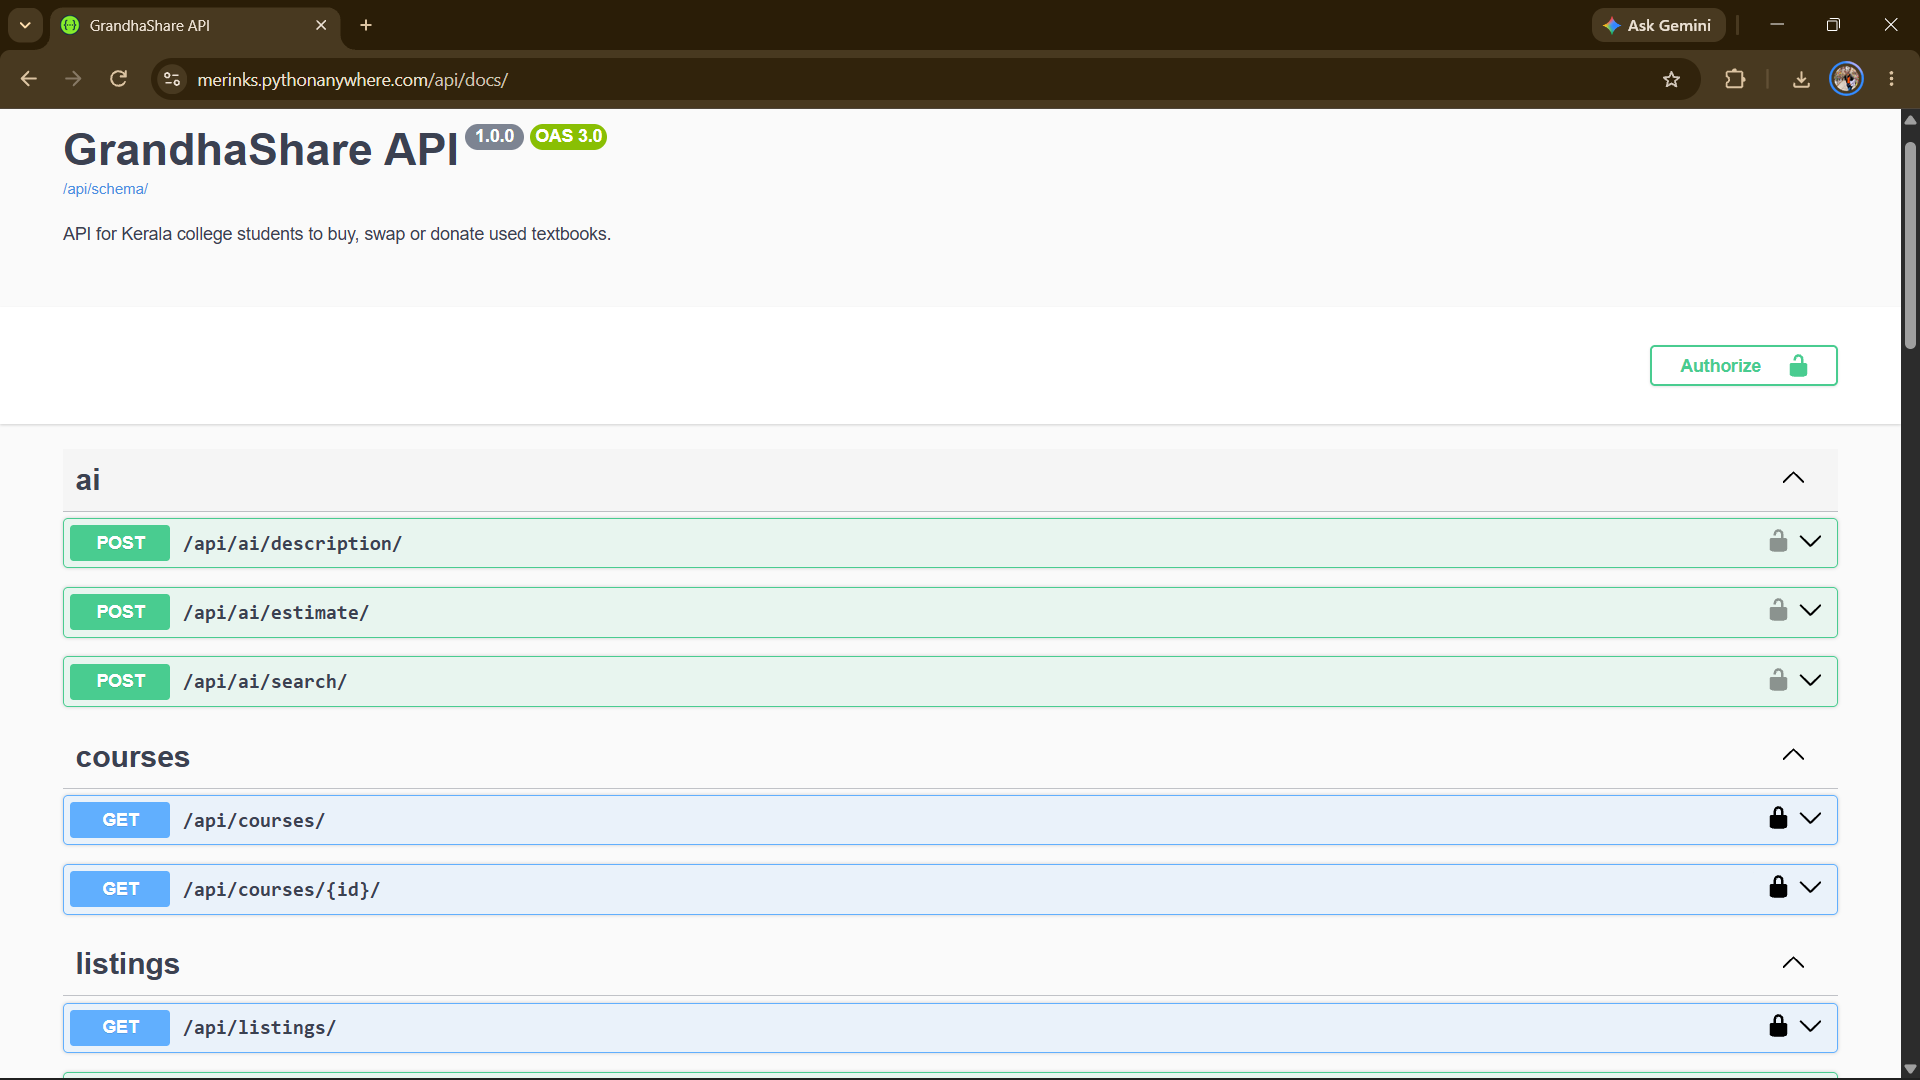 GrandhaShare API
Ask Gemini
merinks.pythonanywhere.com/api/docs/
GrandhaShare API 1.0.0 OAS 3.0
/api/schema/
API for Kerala college students to buy, swap or donate used textbooks.
Authorize
ai
POST /api/ai/description/
POST /api/ai/estimate/
POST /api/ai/search/
courses
GET /api/courses/
GET /api/courses/{id}/
listings
GET /api/listings/